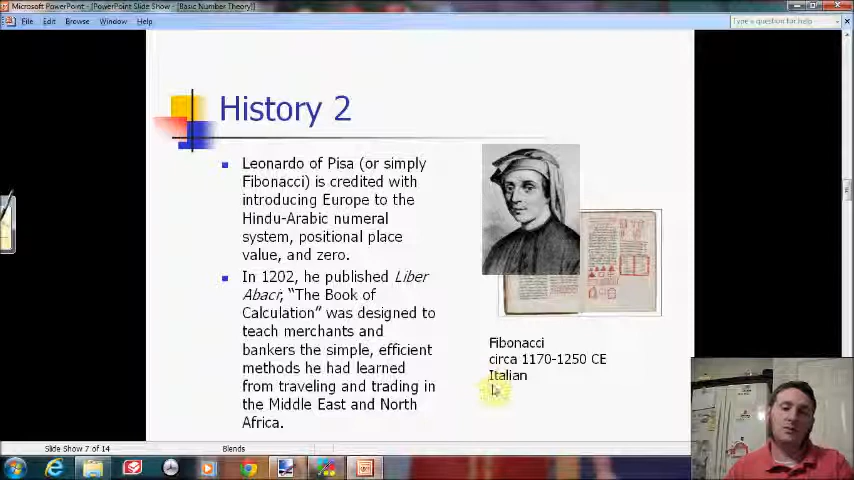 Microsoft PowerPoint - [PowerPoint Slide Show - [Basic Number Theory]]
File Edit Browse Window Help
Type a question for help
History 2
Leonardo of Pisa (or simply
Fibonacci) is credited with
introducing Europe to the
Hindu-Arabic numeral
system, positional place
value, and zero.
In 1202, he published Liber
Abaci; “The Book of
Calculation” was designed to
teach merchants and
bankers the simple, efficient
methods he had learned
from traveling and trading in
the Middle East and North
Africa.
Fibonacci
circa 1170-1250 CE
Italian
Slide Show 7 of 14
Blends